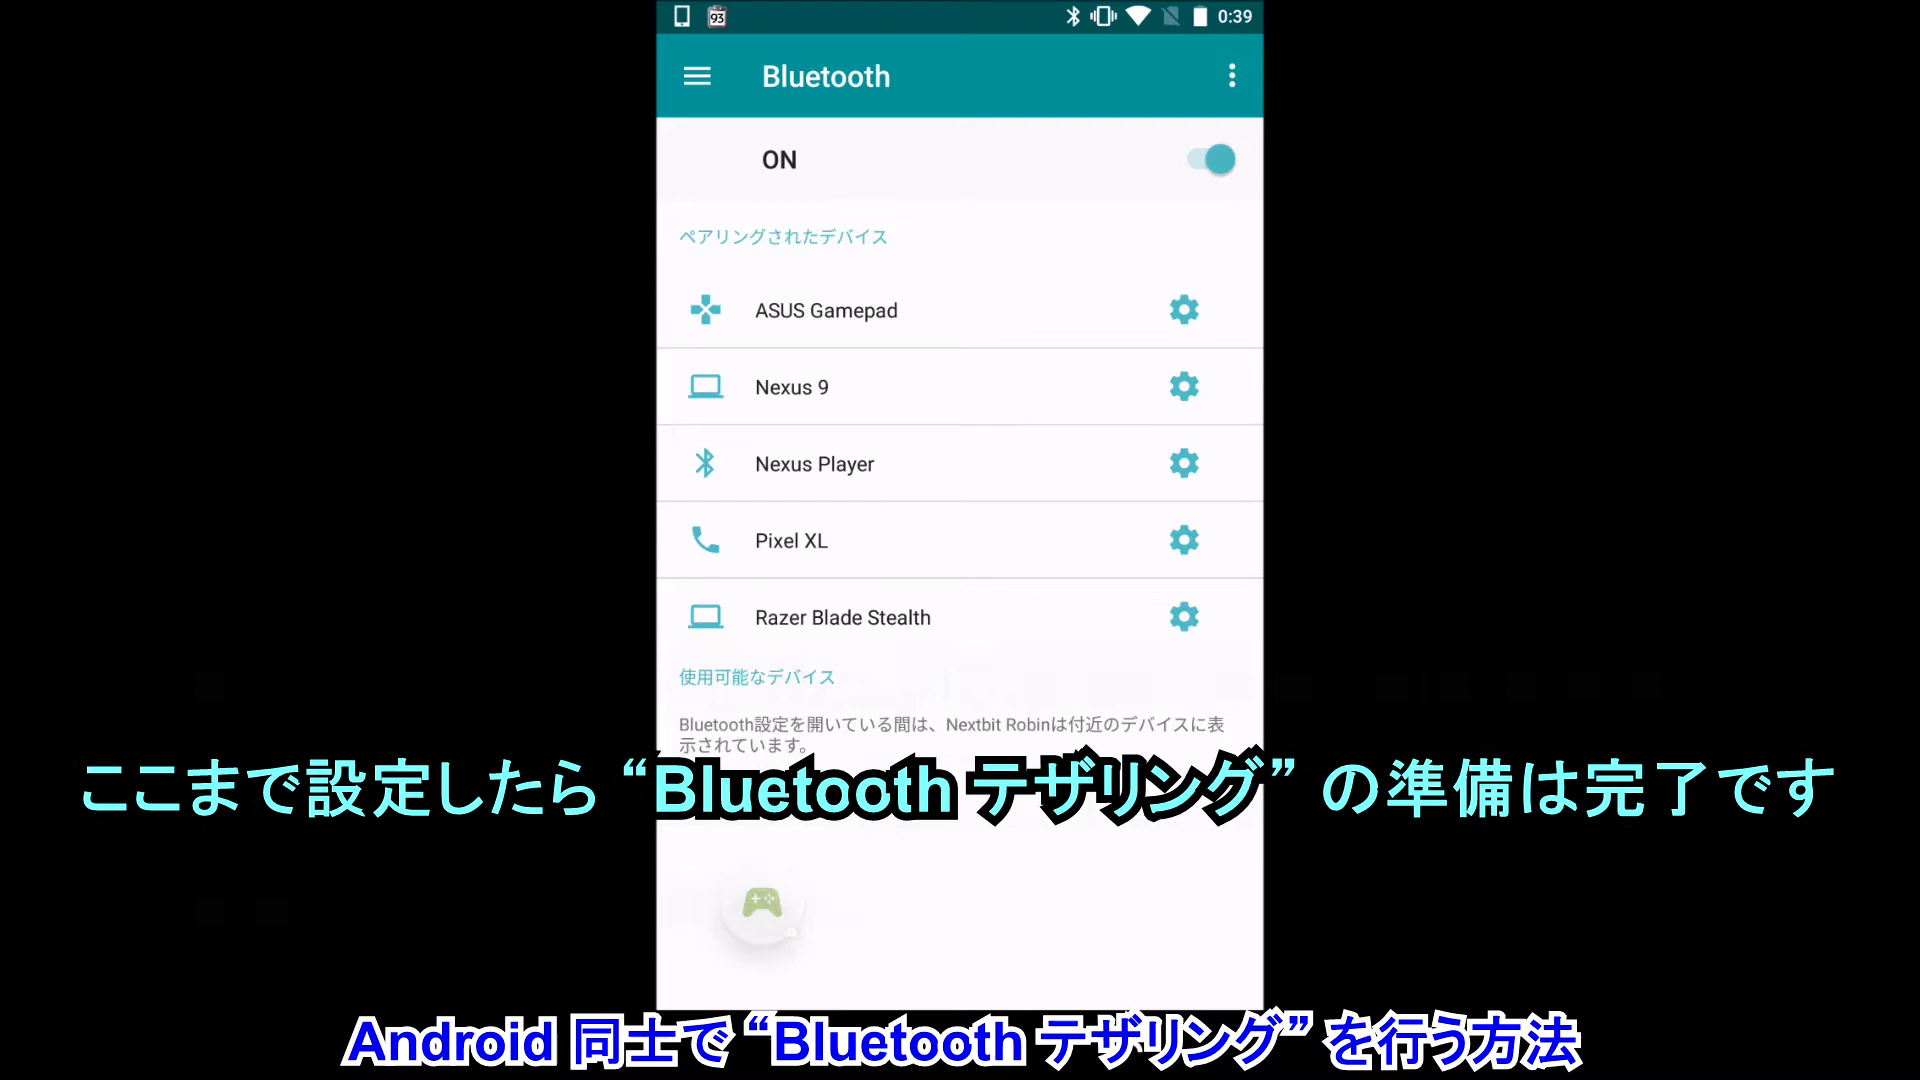 93
0:39
Bluetooth
ON
ペアリングされたデバイス
ASUS Gamepad
Nexus 9
Nexus Player
Pixel XL
Razer Blade Stealth
使用可能なデバイス
Bluetooth設定を開いている間は、Nextbit Robinは付近のデバイスに表
示されています。
ここまで設定したら “Bluetooth テザリング” の準備は完了です
Android 同士で “Bluetooth テザリング” を行う方法